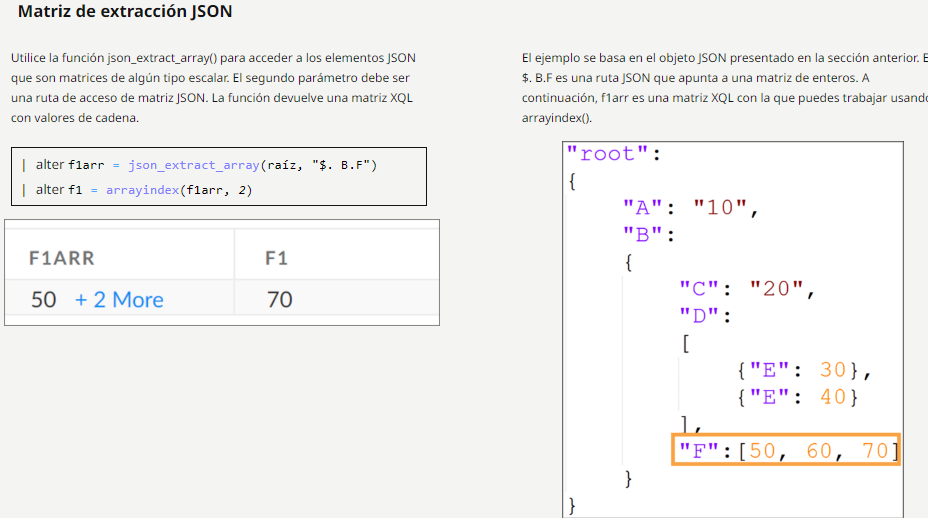 Matriz de extracción JSON
Utilice la función json_extract_array() para acceder a los elementos JSON
que son matrices de algún tipo escalar. El segundo parámetro debe ser
una ruta de acceso de matriz JSON. La función devuelve una matriz XQL
con valores de cadena.
| alter f1arr = json_extract_array(raíz, "$. B.F")
| alter f1 = arrayindex(f1arr, 2)
F1ARR F1
50 + 2 More 70
El ejemplo se basa en el objeto JSON presentado en la sección anterior. E
$. B.F es una ruta JSON que apunta a una matriz de enteros. A
continuación, f1arr es una matriz XQL con la que puedes trabajar usando
arrayindex().
"root":
{
"A": "10",
"B":
{
"C": "20",
"D":
[
{"E": 30},
{"E": 40}
],
"F":[50, 60, 70]
}
}